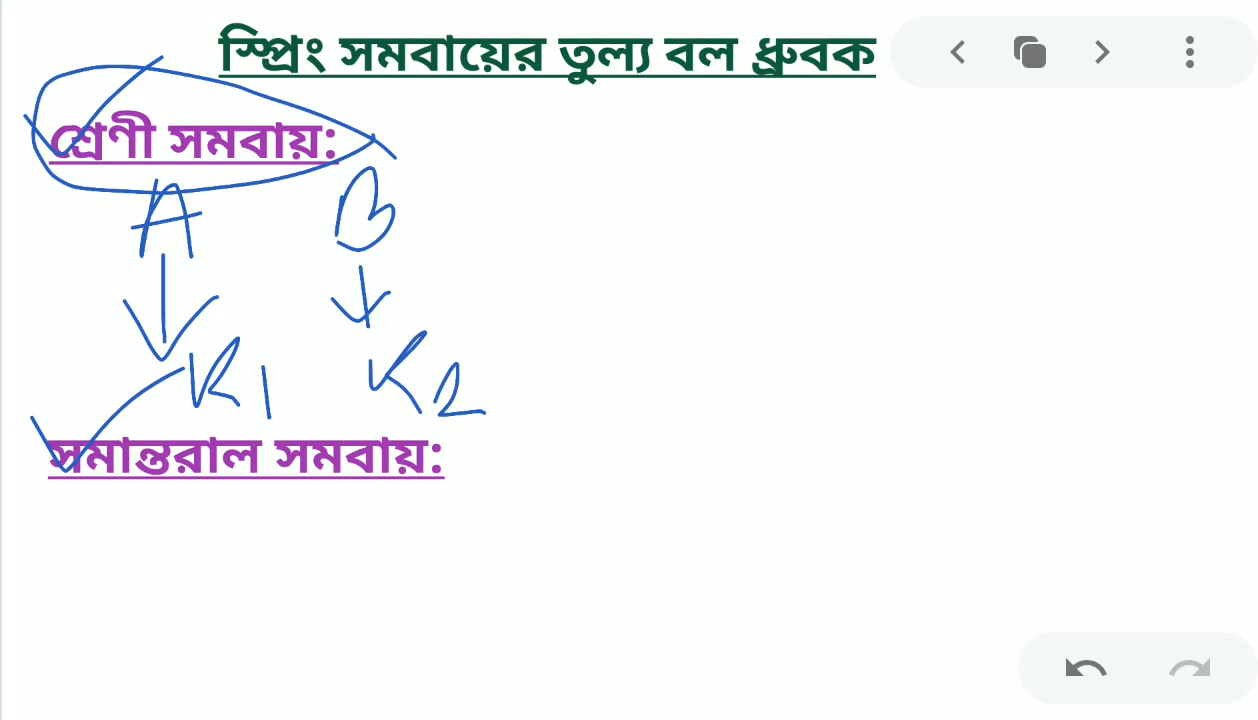 স্প্রিং সমবায়ের তুল্য বল ধ্রুবক
শ্রেণী সমবায়:
A B
K1 K2
সমান্তরাল সমবায়: